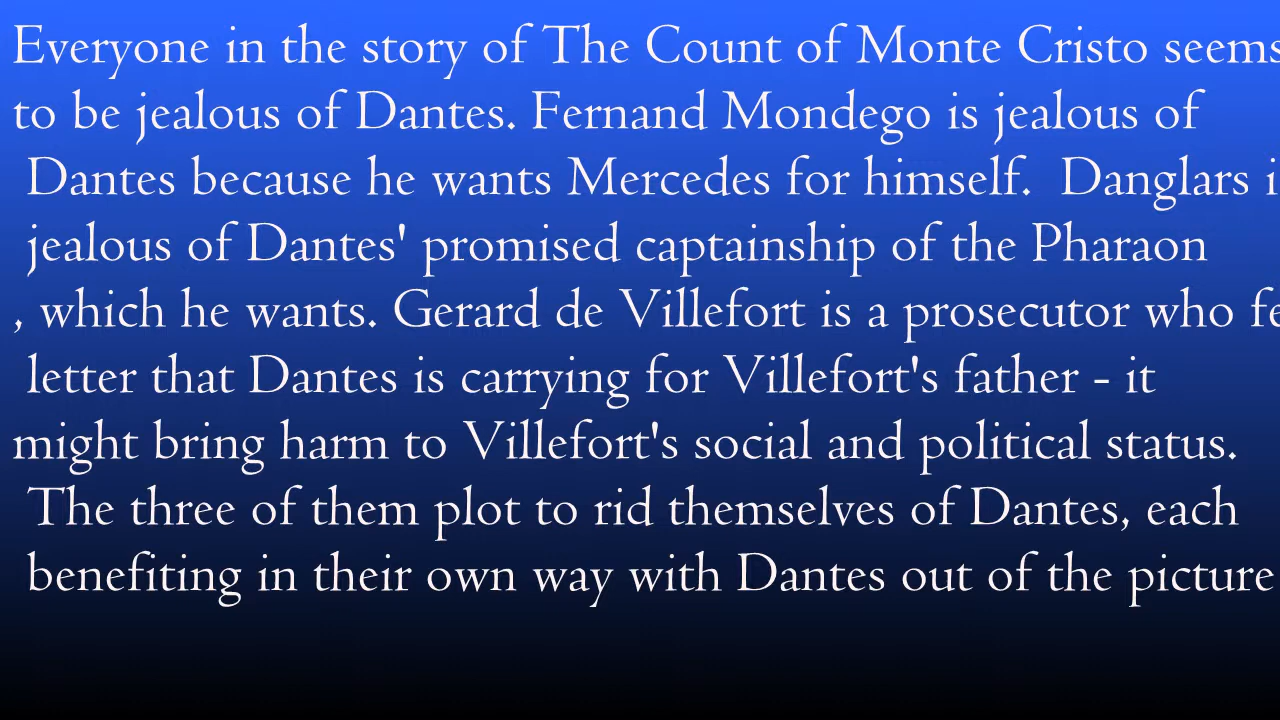 Everyone in the story of The Count of Monte Cristo seems
to be jealous of Dantes. Fernand Mondego is jealous of
Dantes because he wants Mercedes for himself. Danglars
jealous of Dantes' promised captainship of the Pharaon
, which he wants. Gerard de Villefort is a prosecutor who
letter that Dantes is carrying for Villefort's father - it
might bring harm to Villefort's social and political status.
The three of them plot to rid themselves of Dantes, each
benefiting in their own way with Dantes out of the picture